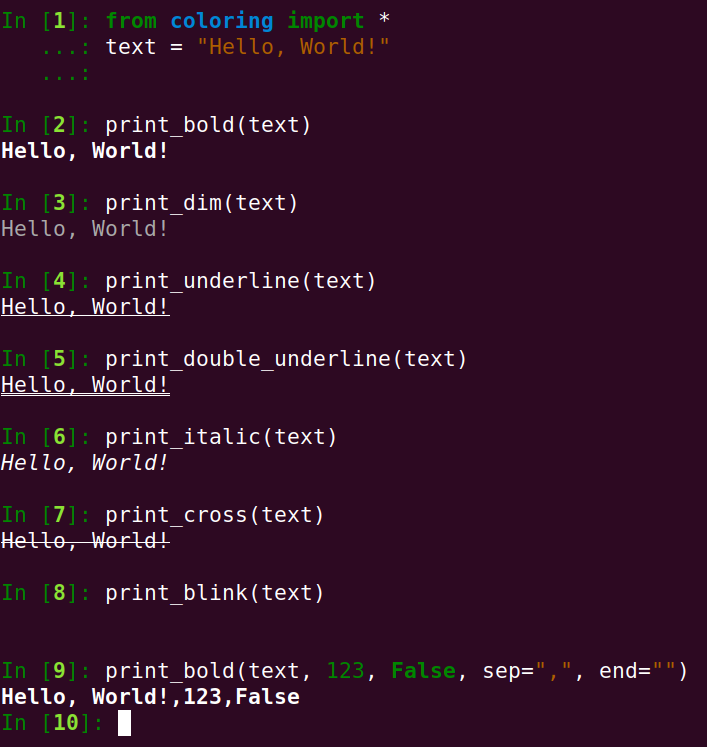 In [1]: from coloring import *
   ...: text = "Hello, World!"
   ...:
In [2]: print_bold(text)
Hello, World!
In [3]: print_dim(text)
Hello, World!
In [4]: print_underline(text)
Hello, World!
In [5]: print_double_underline(text)
Hello, World!
In [6]: print_italic(text)
Hello, World!
In [7]: print_cross(text)
Hello, World!
In [8]: print_blink(text)
In [9]: print_bold(text, 123, False, sep=",", end="")
Hello, World!,123,False
In [10]: